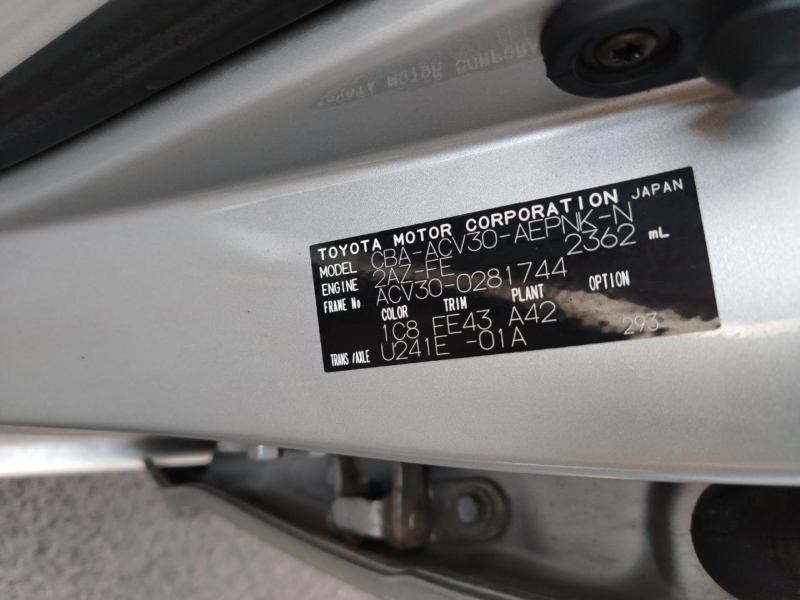 TOYOTA MOTOR CORPORATION JAPAN
MODEL CBA-ACV30-AEPNK-N
ENGINE 2AZ-FE 2362 mL
FRAME No ACV30-0281744
COLOR TRIM PLANT OPTION
1C8 FE43 A42 293
TRANS/AXLE U241E -01A